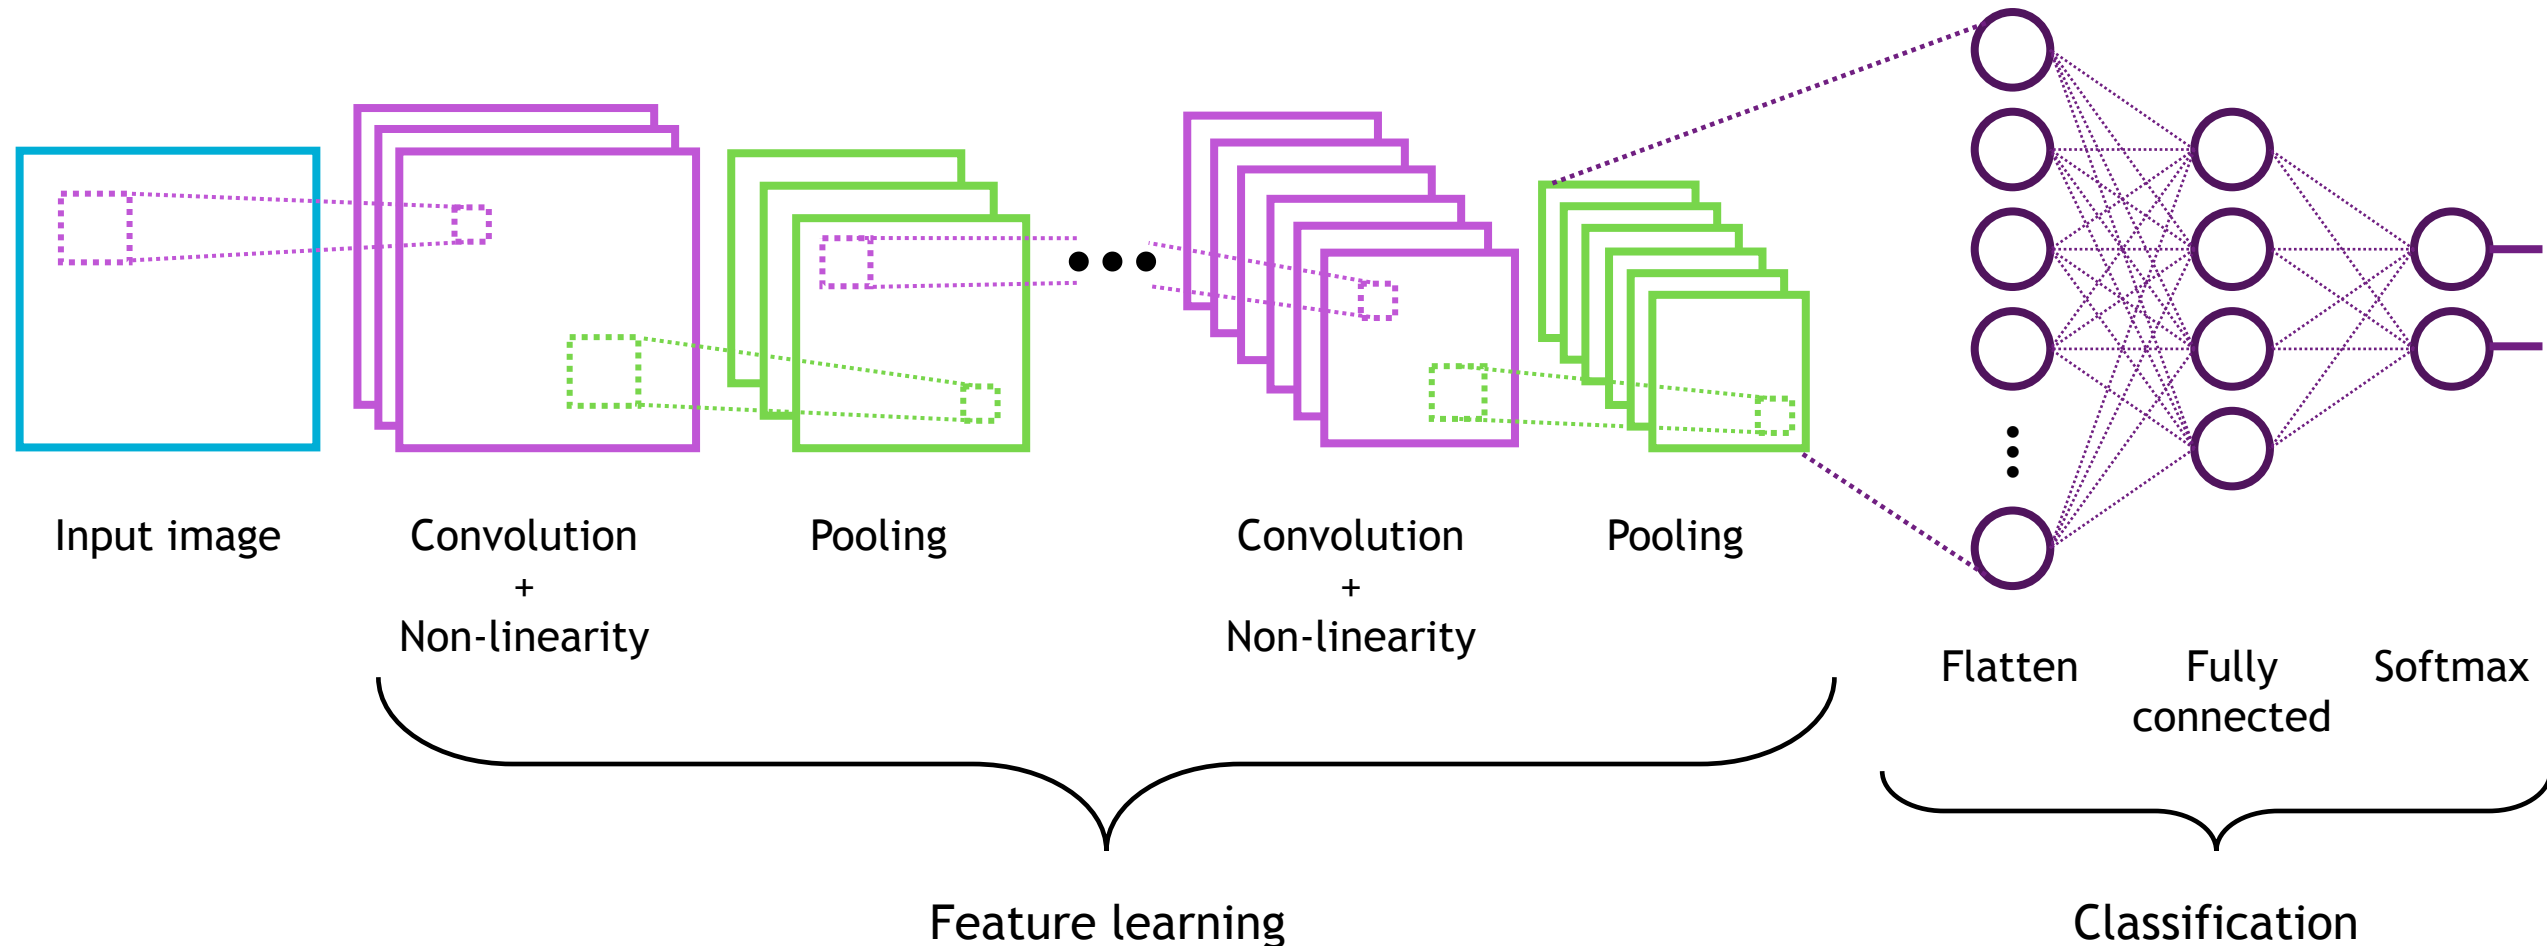 Input image
Convolution
+
Non-linearity
Pooling
Convolution
+
Non-linearity
Pooling
Flatten
Fully
connected
Softmax
Feature learning
Classification